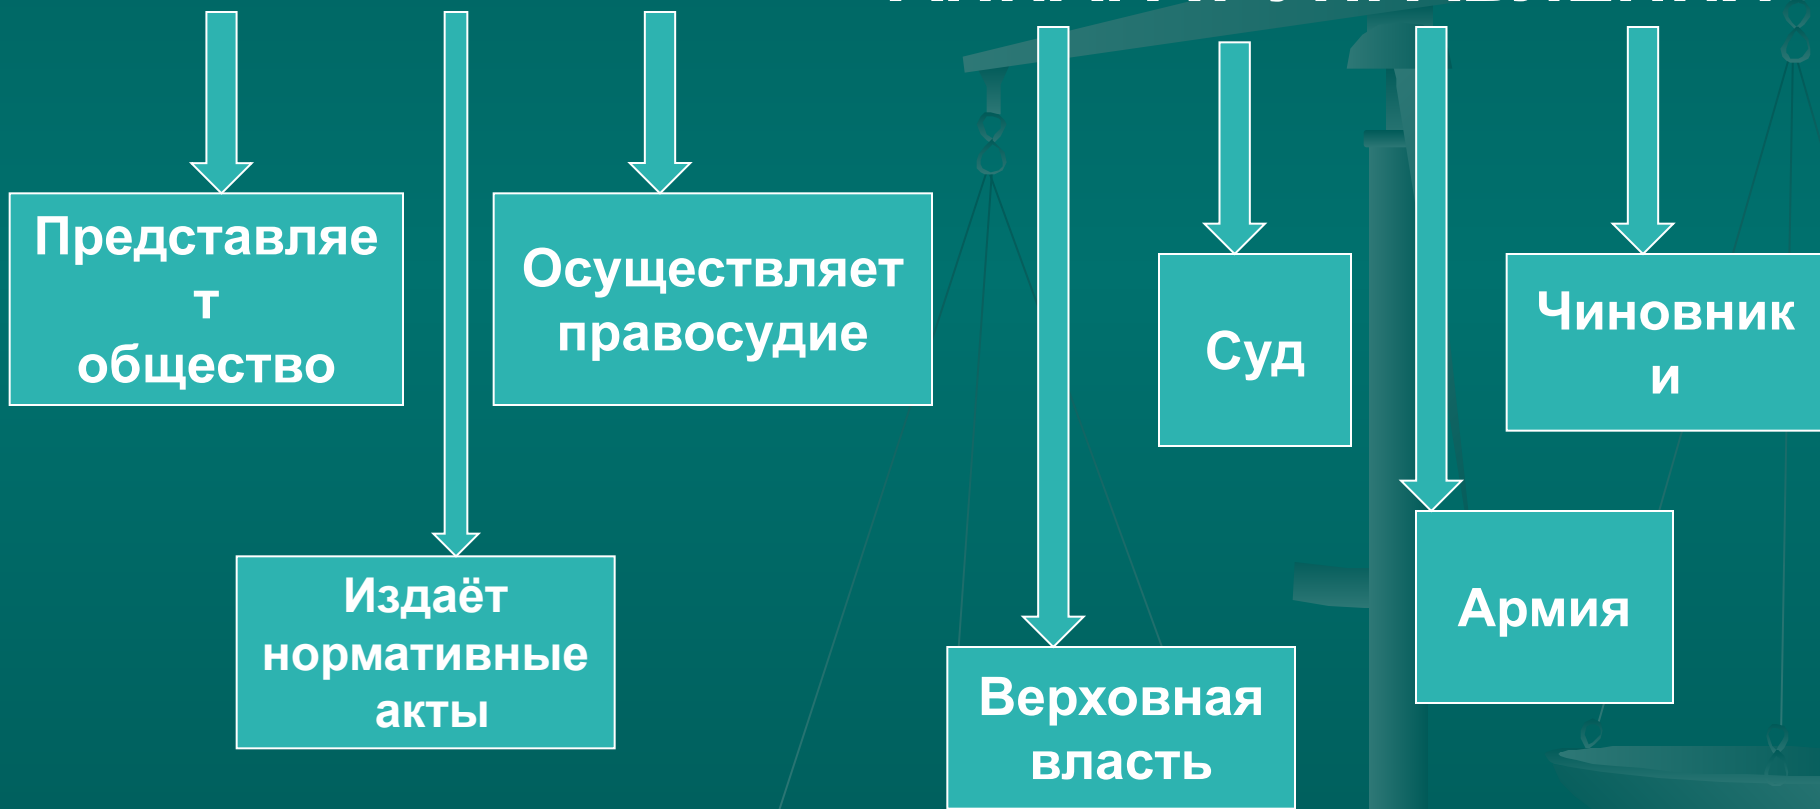 Представляе
т
общество
Осуществляет
правосудие
Суд
Чиновник
и
Издаёт
нормативные
акты
Армия
Верховная
власть